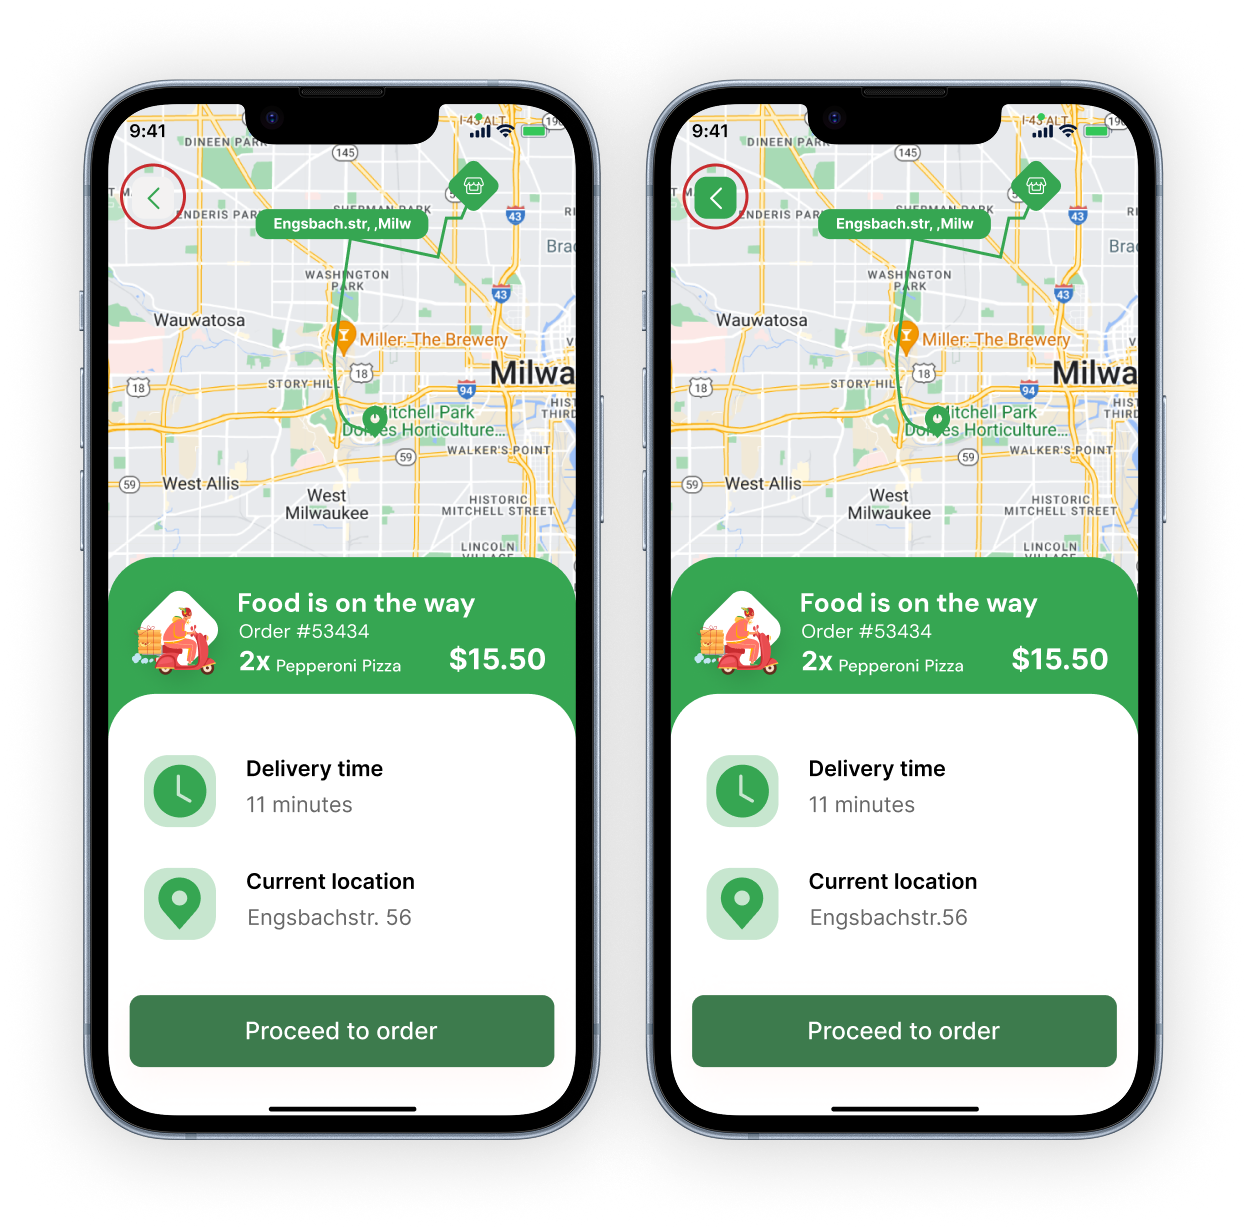 9:41
I-43 ALT
DINEEN PARK
145
ENDERIS PARK
SHERMAN PARK
43
Engsbach.str, ,Milw
WASHINGTON
PARK
43
Wauwatosa
Miller: The Brewery
Milwa
18
STORY HILL
18
94
Mitchell Park
Domes Horticulture...
HIST
THIRD
59
WALKER'S POINT
59
West Allis
West
Milwaukee
HISTORIC
MITCHELL STREET
LINCOLN
VILLAGE
Food is on the way
Order #53434
2x Pepperoni Pizza
$15.50
Delivery time
11 minutes
Current location
Engsbachstr. 56
Proceed to order
9:41
I-43 ALT
DINEEN PARK
145
ENDERIS PARK
SHERMAN PARK
43
Engsbach.str, ,Milw
WASHINGTON
PARK
43
Wauwatosa
Miller: The Brewery
Milwa
18
STORY HILL
18
94
Mitchell Park
Domes Horticulture...
HIST
THIRD
59
WALKER'S POINT
59
West Allis
West
Milwaukee
HISTORIC
MITCHELL STREET
LINCOLN
VILLAGE
Food is on the way
Order #53434
2x Pepperoni Pizza
$15.50
Delivery time
11 minutes
Current location
Engsbachstr.56
Proceed to order